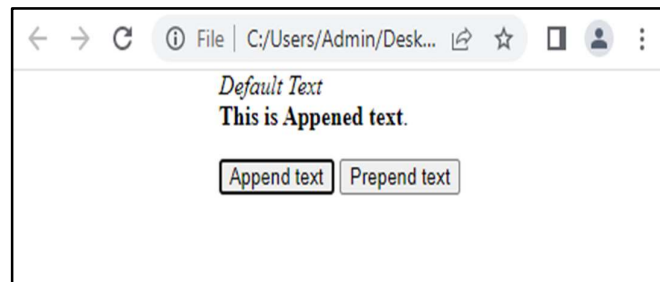 File C:/Users/Admin/Desk...
Default Text
This is Appened text.
Append text Prepend text